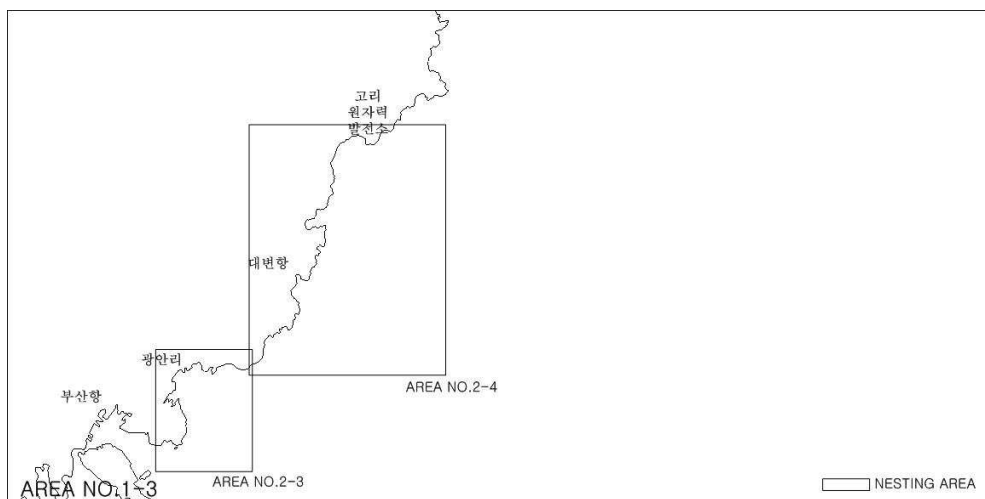 고리
원자력
발전소
대변항
광안리
AREA NO.2-4
부산항
AREA NO.2-3
AREA NO.1-3
NESTING AREA